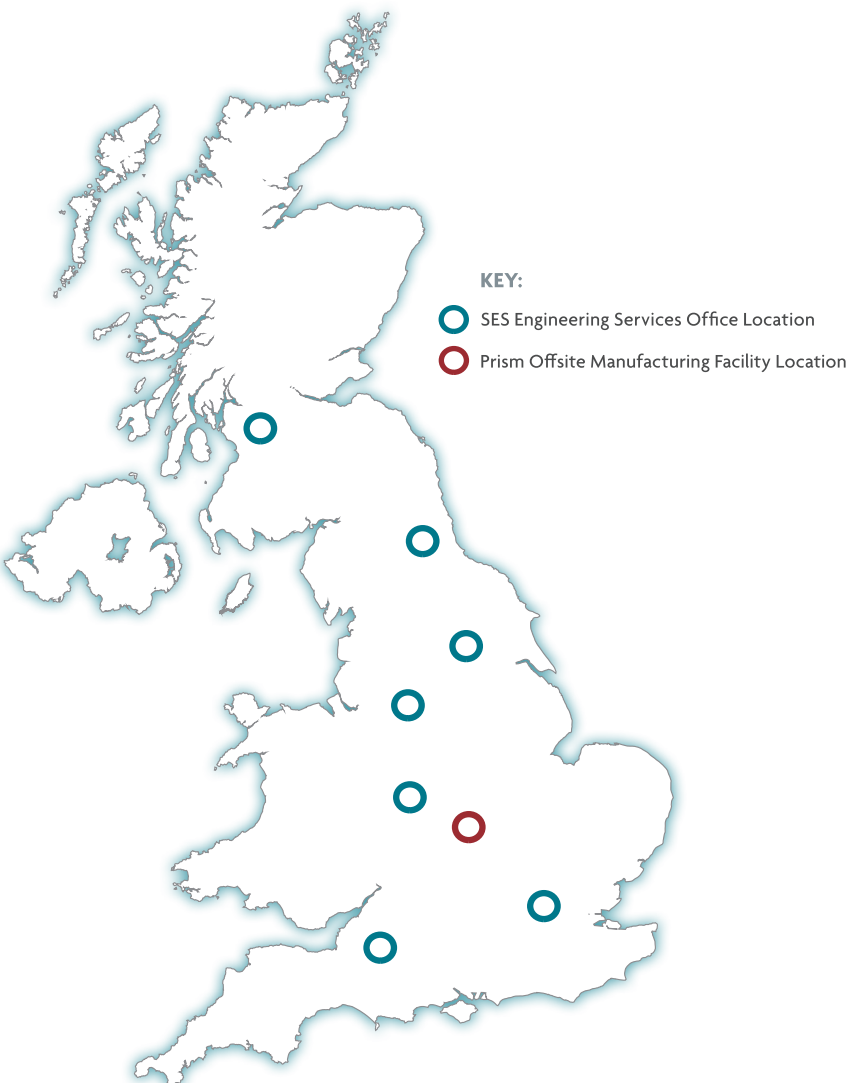 KEY:
SES Engineering Services Office Location
Prism Offsite Manufacturing Facility Location